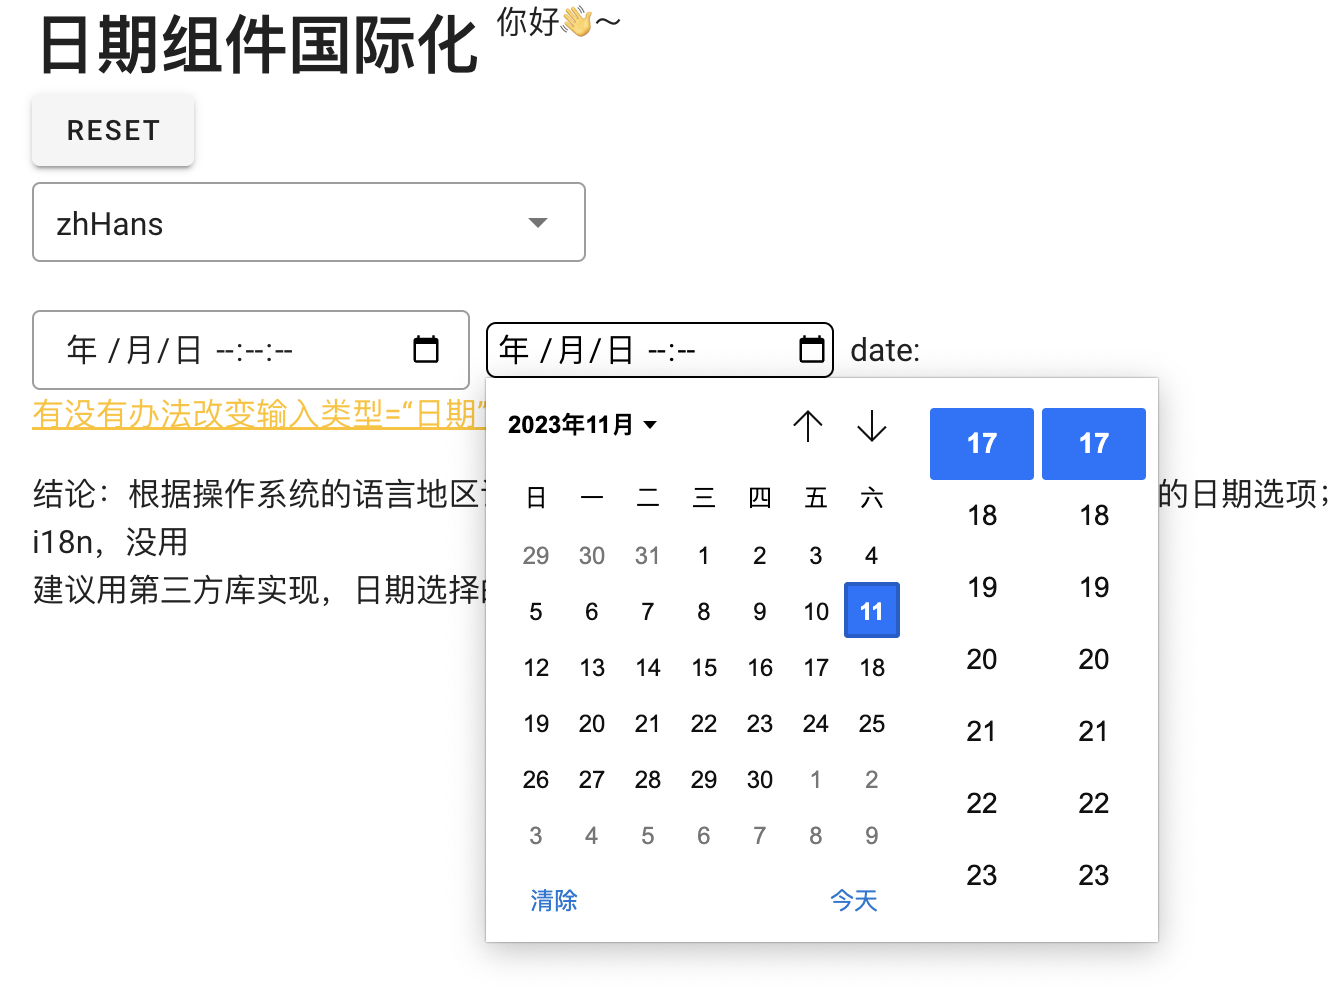 日期组件国际化 你好👋~
RESET
zhHans
年 /月/日 --:--:--
年 /月/日 --:--
date:
有没有办法改变输入类型=“日期”
2023年11月
日 一 二 三 四 五 六
29 30 31 1 2 3 4
5 6 7 8 9 10 11
12 13 14 15 16 17 18
19 20 21 22 23 24 25
26 27 28 29 30 1 2
3 4 5 6 7 8 9
清除 今天
17 17
18 18
19 19
20 20
21 21
22 22
23 23
结论：根据操作系统的语言地区 的日期选项；
i18n，没用
建议用第三方库实现，日期选择